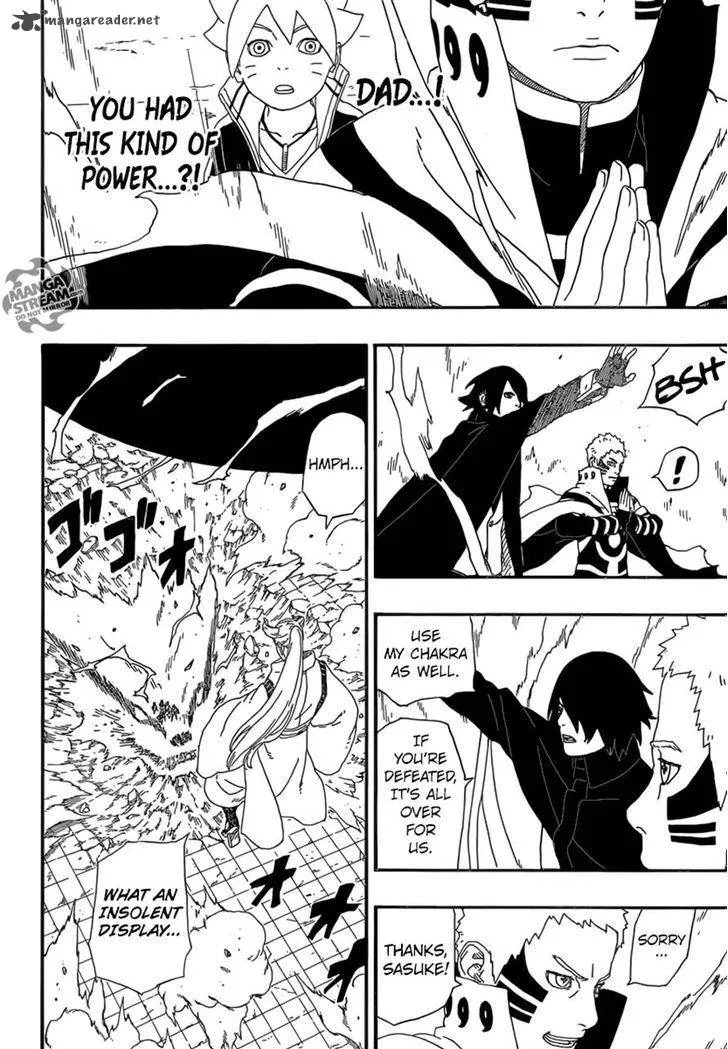 mangareader.net
DAD...!
YOU HAD
THIS KIND OF
POWER...?!
MANGA
STREAM
DO NOT MIRROR
BSH
!
USE
MY CHAKRA
AS WELL.
IF
YOU'RE
DEFEATED,
IT'S ALL
OVER
FOR
US.
SORRY
...
THANKS,
SASUKE!
HMPH...
ゴゴオ
オオ
WHAT AN
INSOLENT
DISPLAY...